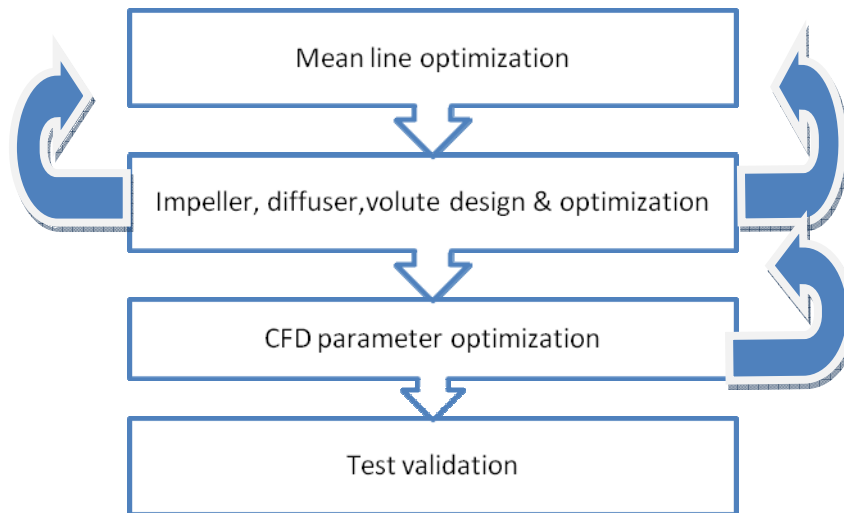 Mean line optimization
Impeller, diffuser,volute design & optimization
CFD parameter optimization
Test validation